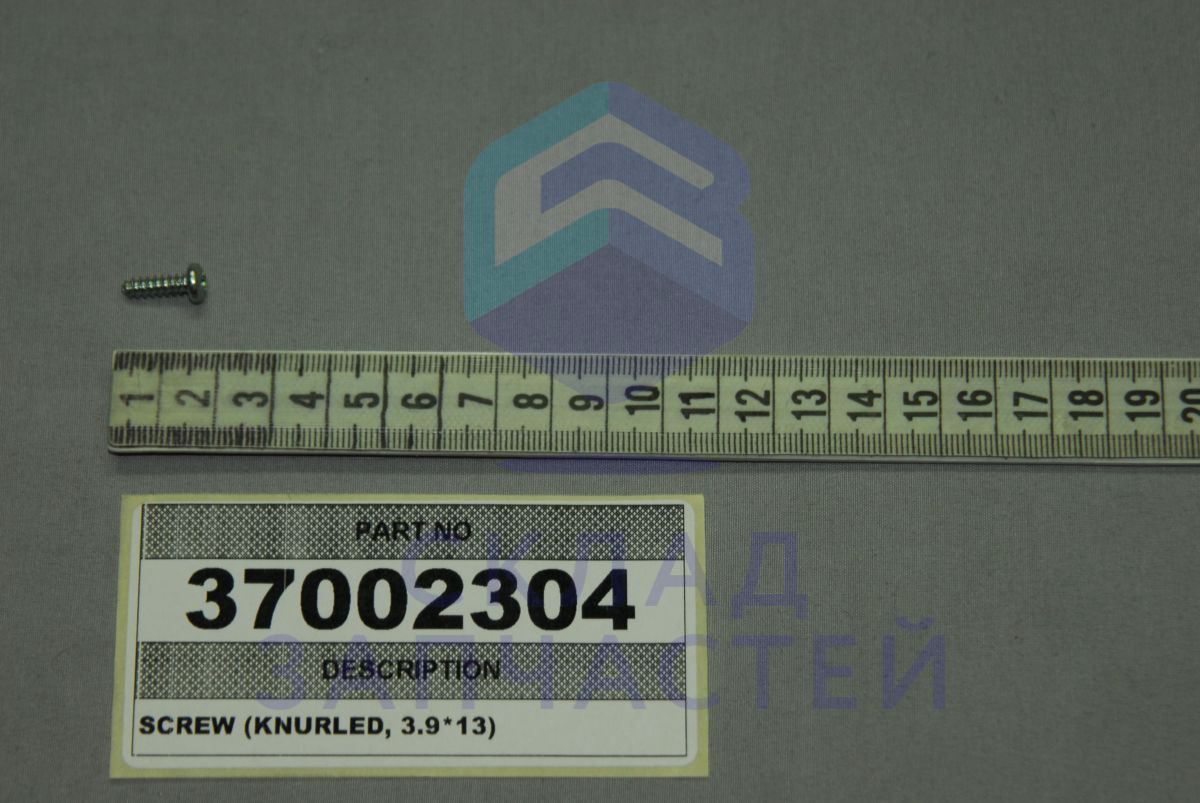 1 2 3 4 5 6 7 8 9 10 11 12 13 14 15 16 17 18 19 20
PART NO
37002304
DESCRIPTION
SCREW (KNURLED, 3.9*13)
СКЛАД
ЗАПЧАСТЕЙ